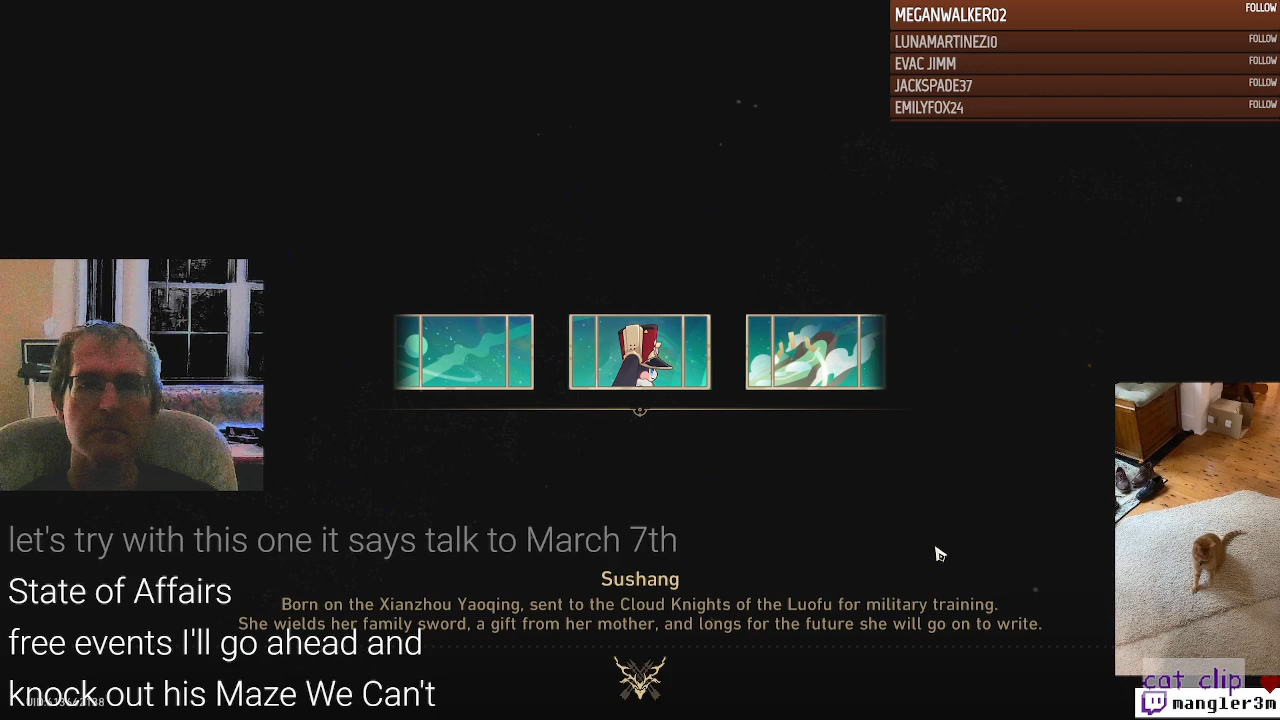 MEGANWALKER02 FOLLOW
LUNAMARTINEZ10 FOLLOW
EVAC JIMM FOLLOW
JACKSPADE37 FOLLOW
EMILYFOX24 FOLLOW
let's try with this one it says talk to March 7th
State of Affairs
free events I'll go ahead and
knock out his Maze We Can't
Sushang
Born on the Xianzhou Yaoqing, sent to the Cloud Knights of the Luofu for military training.
She wields her family sword, a gift from her mother, and longs for the future she will go on to write.
cat clip
mangler3m